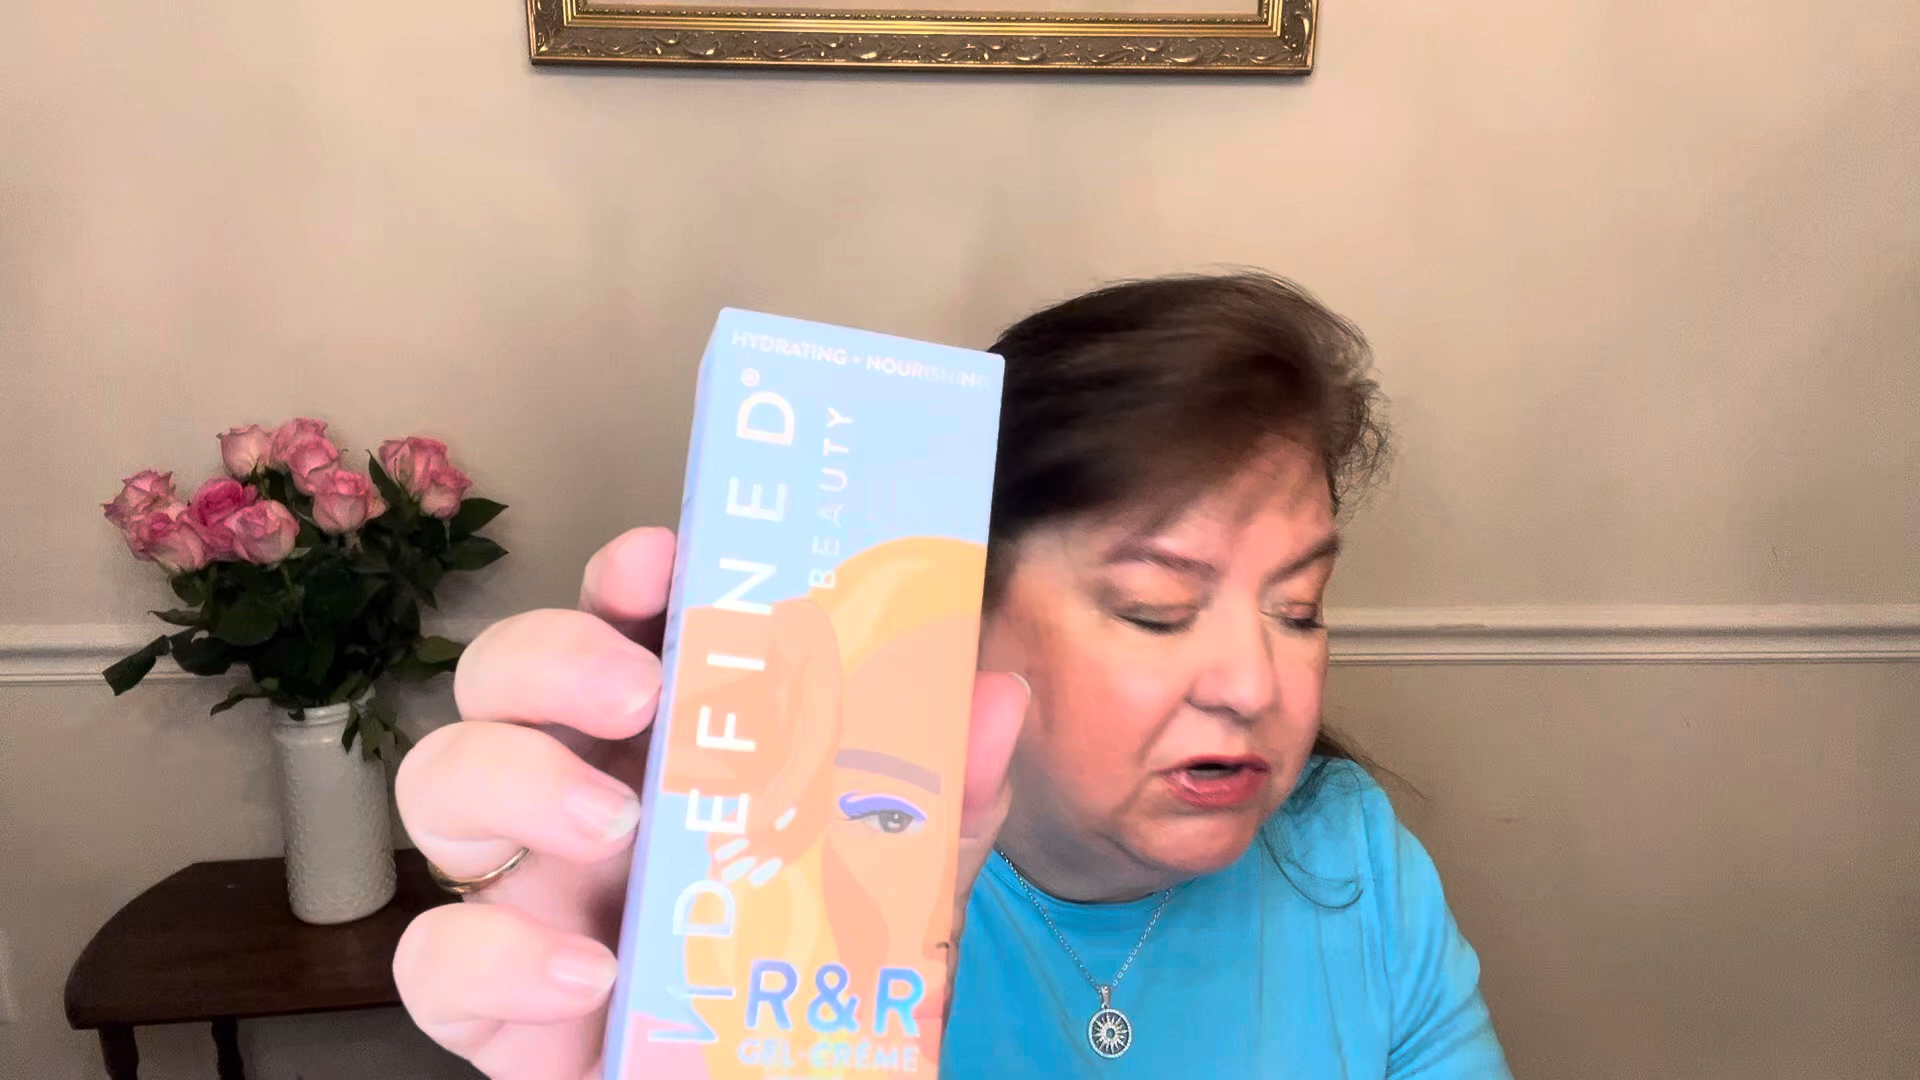 HYDRATING + NOURISHING
DEFINED®
BEAUTY
R&R
GEL-CRÈME